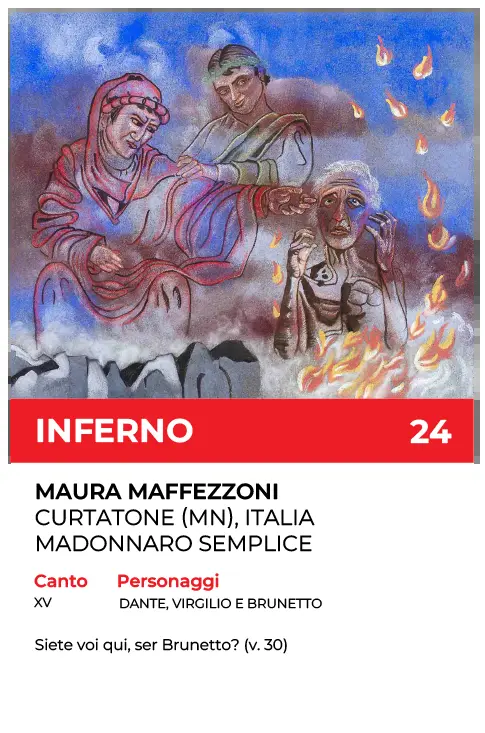 INFERNO 24
MAURA MAFFEZZONI
CURTATONE (MN), ITALIA
MADONNARO SEMPLICE
Canto Personaggi
XV DANTE, VIRGILIO E BRUNETTO
Siete voi qui, ser Brunetto? (v. 30)